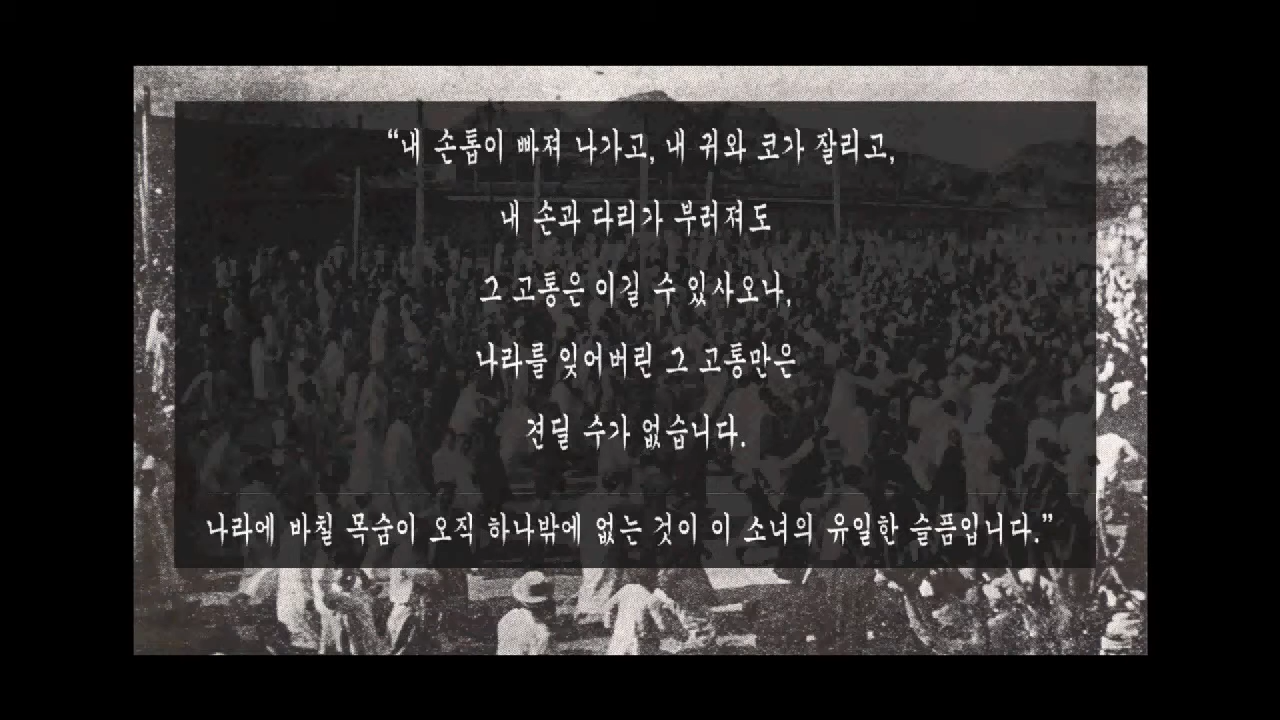 “내 손톱이 빠져 나가고, 내 귀와 코가 잘리고,
내 손과 다리가 부러져도
그 고통은 이길 수 있사오나,
나라를 잊어버린 그 고통만은
견딜 수가 없습니다.
나라에 바칠 목숨이 오직 하나밖에 없는 것이 이 소녀의 유일한 슬픔입니다.”